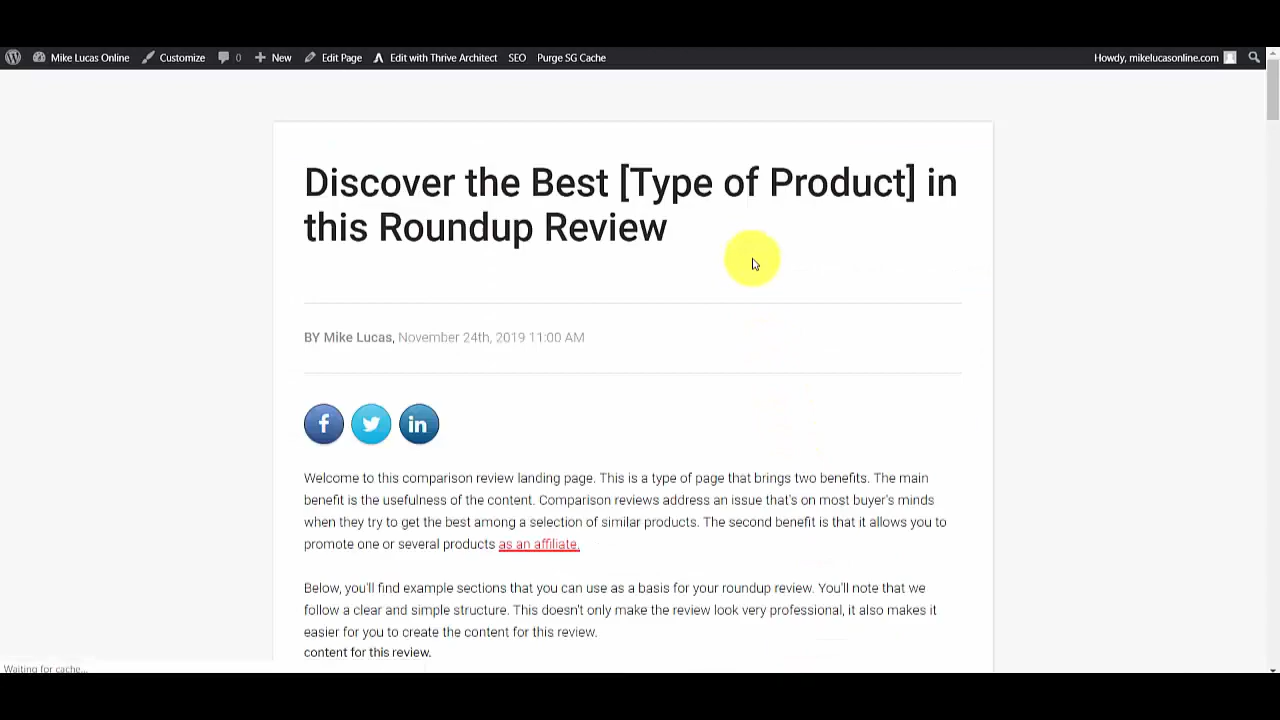 Mike Lucas Online Customize 0 New Edit Page Edit with Thrive Architect SEO Purge SG Cache Howdy, mikelucasonline.com
Discover the Best [Type of Product] in
this Roundup Review
BY Mike Lucas, November 24th, 2019 11:00 AM
f in
Welcome to this comparison review landing page. This is a type of page that brings two benefits. The main
benefit is the usefulness of the content. Comparison reviews address an issue that's on most buyer's minds
when they try to get the best among a selection of similar products. The second benefit is that it allows you to
promote one or several products as an affiliate.
Below, you'll find example sections that you can use as a basis for your roundup review. You'll note that we
follow a clear and simple structure. This doesn't only make the review look very professional, it also makes it
easier for you to create the content for this review.
content for this review.
Waiting for cache...